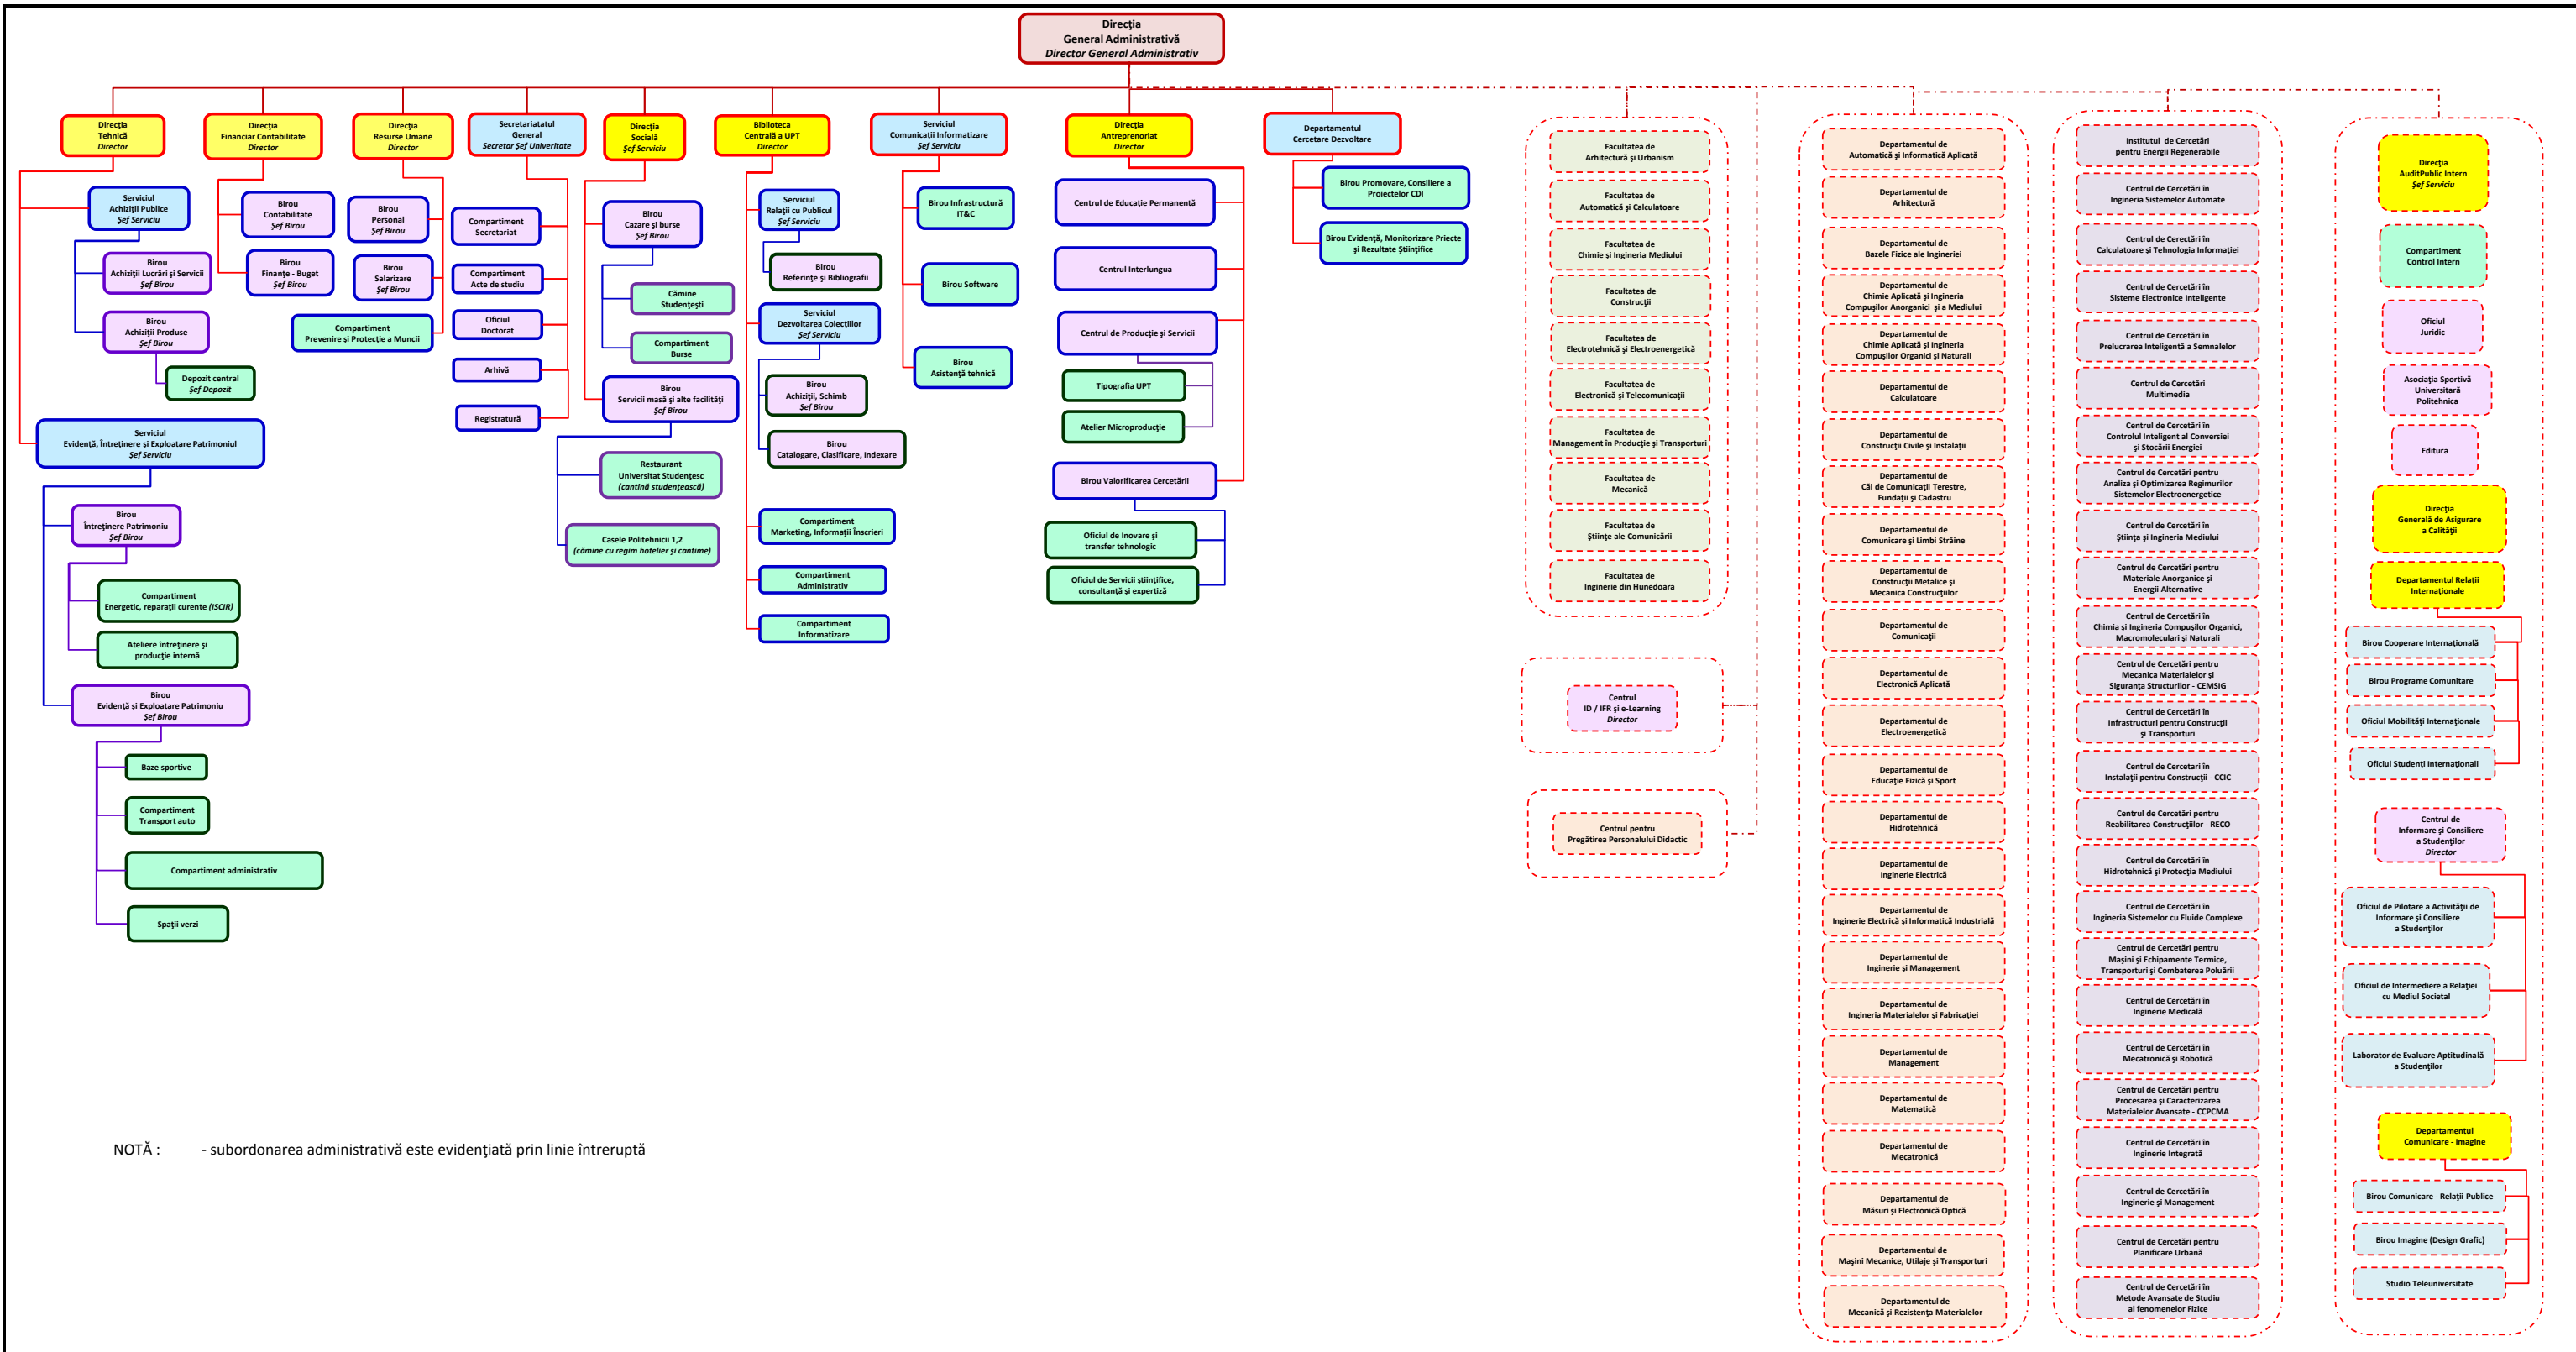 Direcţia
General Administrativă
Director General Administrativ
Direcţia
Tehnică
Director
Serviciul
Achiziţii Publice
Şef Serviciu
Birou
Achiziţii Lucrări şi Servicii
Şef Birou
Birou
Achiziţii Produse
Şef Birou
Depozit central
Şef Depozit
Serviciul
Evidenţă, Întreţinere şi Exploatare Patrimoniul
Şef Serviciu
Birou
Întreţinere Patrimoniu
Şef Birou
Compartiment
Energetic, reparaţii curente (ISCIR)
Ateliere întreţinere şi
producţie internă
Birou
Evidenţă şi Exploatare Patrimoniu
Şef Birou
Baze sportive
Compartiment
Transport auto
Compartiment administrativ
Spaţii verzi
Direcţia
Financiar Contabilitate
Director
Birou
Contabilitate
Şef Birou
Birou
Finanţe - Buget
Şef Birou
Direcţia
Resurse Umane
Director
Birou
Personal
Şef Birou
Birou
Salarizare
Şef Birou
Compartiment
Prevenire şi Protecţie a Muncii
Secretariatatul
General
Secretar Şef Univeritate
Compartiment
Secretariat
Compartiment
Acte de studiu
Oficiul
Doctorat
Arhivă
Registratură
Direcţia
Socială
Şef Serviciu
Birou
Cazare şi burse
Şef Birou
Cămine
Studenţeşti
Compartiment
Burse
Birou
Servicii masă şi alte facilităţi
Şef Birou
Restaurant
Universitat Studenţesc
(cantină studenţească)
Casele Politehnicii 1,2
(cămine cu regim hotelier şi cantime)
Biblioteca
Centrală a UPT
Director
Serviciul
Relaţii cu Publicul
Şef Serviciu
Birou
Referinţe şi Bibliografii
Serviciul
Dezvoltarea Colecţiilor
Şef Serviciu
Birou
Achiziţii, Schimb
Şef Birou
Birou
Catalogare, Clasificare, Indexare
Compartiment
Marketing, Informaţii Înscrieri
Compartiment
Administrativ
Compartiment
Informatizare
Serviciul
Comunicaţii Informatizare
Şef Serviciu
Birou Infrastructură
IT&C
Birou Software
Birou
Asistenţă tehnică
Direcţia
Antreprenoriat
Director
Centrul de Educaţie Permanentă
Centrul Interlungua
Centrul de Producţie şi Servicii
Tipografia UPT
Atelier Microproducţie
Birou Valorificarea Cercetării
Oficiul de Inovare şi
transfer tehnologic
Oficiul de Servicii ştiinţifice,
consultanţă şi expertiză
Departamentul
Cercetare Dezvoltare
Birou Promovare, Consiliere a
Proiectelor CDI
Birou Evidenţă, Monitorizare Priecte
şi Rezultate Ştiinţifice
Facultatea de
Arhitectură şi Urbanism
Facultatea de
Automatică şi Calculatoare
Facultatea de
Chimie şi Ingineria Mediului
Facultatea de
Construcţii
Facultatea de
Electrotehnică şi Electroenergetică
Facultatea de
Electronică şi Telecomunicaţii
Facultatea de
Management în Producţie şi Transporturi
Facultatea de
Mecanică
Facultatea de
Ştiinţe ale Comunicării
Facultatea de
Inginerie din Hunedoara
Centrul
ID / IFR şi e-Learning
Director
Centrul pentru
Pregătirea Personalului Didactic
Departamentul de
Automatică şi Informatică Aplicată
Departamentul de
Arhitectură
Departamentul de
Bazele Fizice ale Ingineriei
Departamentul de
Chimie Aplicată şi Ingineria
Compuşilor Anorganici şi a Mediului
Departamentul de
Chimie Aplicată şi Ingineria
Compuşilor Organici şi Naturali
Departamentul de
Calculatoare
Departamentul de
Construcţii Civile şi Instalaţii
Departamentul de
Căi de Comunicaţii Terestre,
Fundaţii şi Cadastru
Departamentul de
Comunicare şi Limbi Străine
Departamentul de
Construcţii Metalice şi
Mecanica Construcţiilor
Departamentul de
Comunicaţii
Departamentul de
Electronică Aplicată
Departamentul de
Electroenergetică
Departamentul de
Educaţie Fizică şi Sport
Departamentul de
Hidrotehnică
Departamentul de
Inginerie Electrică
Departamentul de
Inginerie Electrică şi Informatică Industrială
Departamentul de
Inginerie şi Management
Departamentul de
Ingineria Materialelor şi Fabricaţiei
Departamentul de
Management
Departamentul de
Matematică
Departamentul de
Mecatronică
Departamentul de
Măsuri şi Electronică Optică
Departamentul de
Maşini Mecanice, Utilaje şi Transporturi
Departamentul de
Mecanică şi Rezistenţa Materialelor
Institutul de Cercetări
pentru Energii Regenerabile
Centrul de Cercetări în
Ingineria Sistemelor Automate
Centrul de Cerectări în
Calculatoare şi Tehnologia Informaţiei
Centrul de Cercetări în
Sisteme Electronice Inteligente
Centrul de Cercetări în
Prelucrarea Inteligentă a Semnalelor
Centrul de Cercetări
Multimedia
Centrul de Cercetări în
Controlul Inteligent al Conversiei
şi Stocării Energiei
Centrul de Cercetări pentru
Analiza şi Optimizarea Regimurilor
Sistemelor Electroenergetice
Centrul de Cercetări în
Ştiinţa şi Ingineria Mediului
Centrul de Cercetări pentru
Materiale Anorganice şi
Energii Alternative
Centrul de Cercetări în
Chimia şi Ingineria Compuşilor Organici,
Macromoleculari şi Naturali
Centrul de Cercetări pentru
Mecanica Materialelor şi
Siguranţa Structurilor - CEMSIG
Centrul de Cercetări în
Infrastructuri pentru Construcţii
şi Transporturi
Centrul de Cercetari în
Instalaţii pentru Construcţii - CCIC
Centrul de Cercetări pentru
Reabilitarea Construcţiilor - RECO
Centrul de Cercetări în
Hidrotehnică şi Protecţia Mediului
Centrul de Cercetări în
Ingineria Sistemelor cu Fluide Complexe
Centrul de Cercetări pentru
Maşini şi Echipamente Termice,
Transporturi şi Combaterea Poluării
Centrul de Cercetări în
Inginerie Medicală
Centrul de Cercetări în
Mecatronică şi Robotică
Centrul de Cercetări pentru
Procesarea şi Caracterizarea
Materialelor Avansate - CCPCMA
Centrul de Cercetări în
Inginerie Integrată
Centrul de Cercetări în
Inginerie şi Management
Centrul de Cercetări pentru
Planificare Urbană
Centrul de Cercetări în
Metode Avansate de Studiu
al fenomenelor Fizice
Direcţia
AuditPublic Intern
Şef Serviciu
Compartiment
Control Intern
Oficiul
Juridic
Asociaţia Sportivă
Universitară
Politehnica
Editura
Direcţia
Generală de Asigurare
a Calităţii
Departamentul Relaţii
Internaţionale
Birou Cooperare Internaţională
Birou Programe Comunitare
Oficiul Mobilităţi Internaţionale
Oficiul Studenţi Internaţionali
Centrul de
Informare şi Consiliere
a Studenţilor
Director
Oficiul de Pilotare a Activităţii de
Informare şi Consiliere
a Studenţilor
Oficiul de Intermediere a Relaţiei
cu Mediul Societal
Laborator de Evaluare Aptitudinală
a Studenţilor
Departamentul
Comunicare - Imagine
Birou Comunicare - Relaţii Publice
Birou Imagine (Design Grafic)
Studio Teleuniversitate
NOTĂ : - subordonarea administrativă este evidenţiată prin linie întreruptă